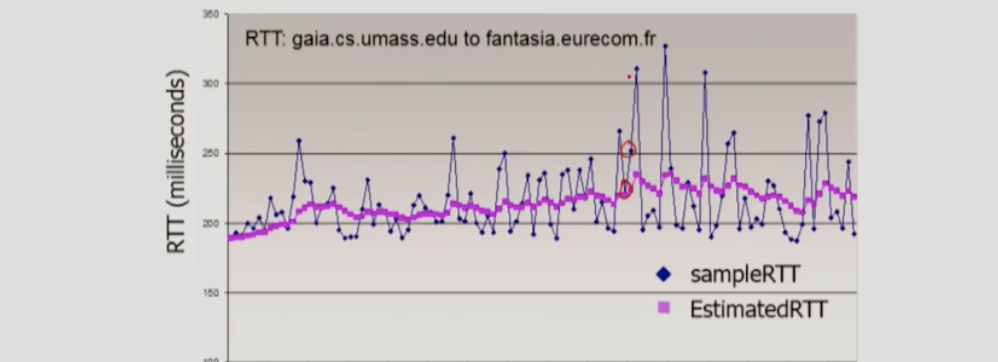 350
RTT: gaia.cs.umass.edu to fantasia.eurecom.fr
300
250
RTT (milliseconds)
200
sampleRTT
150
EstimatedRTT